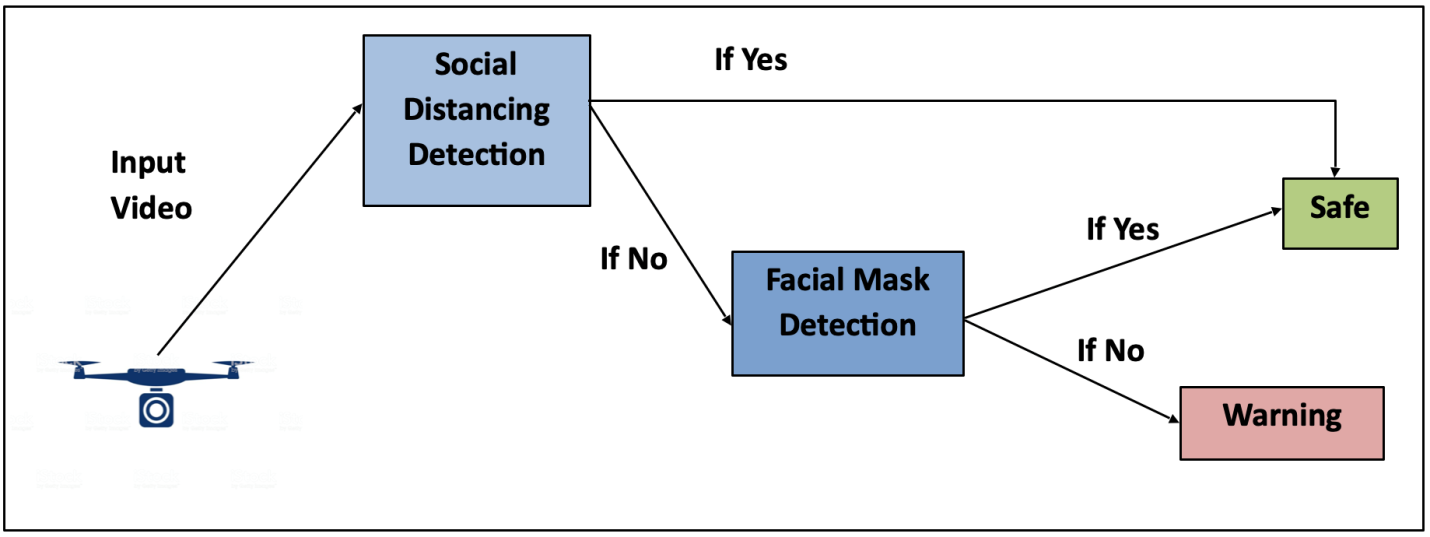 Social
Distancing
Detection
If Yes
Input
Video
Safe
If Yes
If No
Facial Mask
Detection
If No
Warning